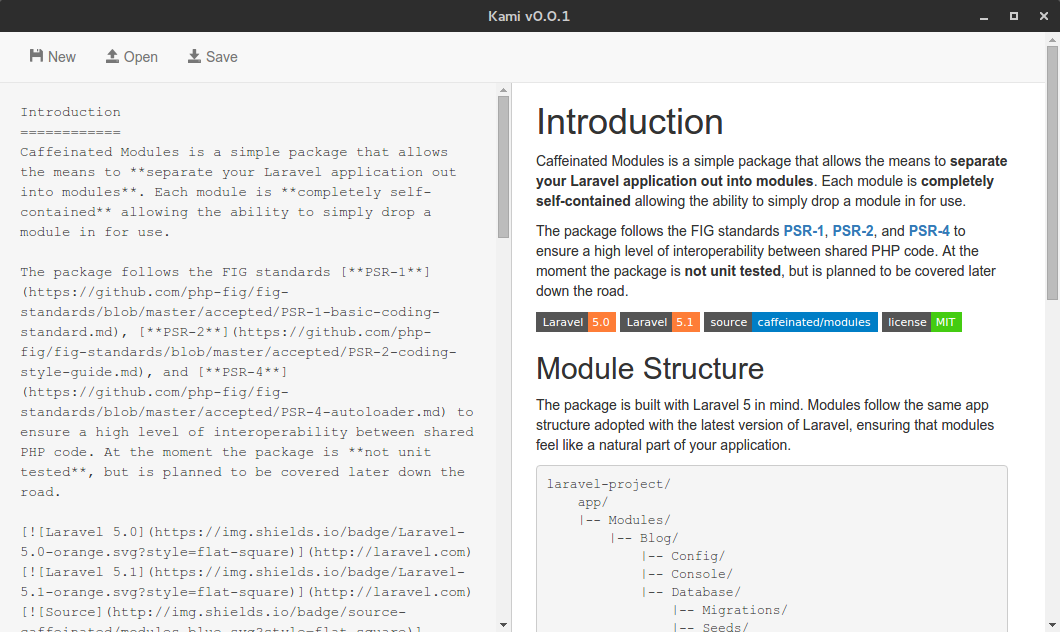 Kami v0.0.1
New Open Save
Introduction
============
Caffeinated Modules is a simple package that allows
the means to **separate your Laravel application out
into modules**. Each module is **completely self-
contained** allowing the ability to simply drop a
module in for use.
The package follows the FIG standards [**PSR-1**]
(https://github.com/php-fig/fig-
standards/blob/master/accepted/PSR-1-basic-coding-
standard.md), [**PSR-2**](https://github.com/php-
fig/fig-standards/blob/master/accepted/PSR-2-coding-
style-guide.md), and [**PSR-4**]
(https://github.com/php-fig/fig-
standards/blob/master/accepted/PSR-4-autoloader.md) to
ensure a high level of interoperability between shared
PHP code. At the moment the package is **not unit
tested**, but is planned to be covered later down the
road.
[![Laravel 5.0](https://img.shields.io/badge/Laravel-
5.0-orange.svg?style=flat-square)](http://laravel.com)
[![Laravel 5.1](https://img.shields.io/badge/Laravel-
5.1-orange.svg?style=flat-square)](http://laravel.com)
[![Source](http://img.shields.io/badge/source-
caffeinated/modules-blue.svg?style=flat-square)]
Introduction
Caffeinated Modules is a simple package that allows the means to separate
your Laravel application out into modules. Each module is completely
self-contained allowing the ability to simply drop a module in for use.
The package follows the FIG standards PSR-1, PSR-2, and PSR-4 to
ensure a high level of interoperability between shared PHP code. At the
moment the package is not unit tested, but is planned to be covered later
down the road.
Laravel 5.0 Laravel 5.1 source caffeinated/modules license MIT
Module Structure
The package is built with Laravel 5 in mind. Modules follow the same app
structure adopted with the latest version of Laravel, ensuring that modules
feel like a natural part of your application.
laravel-project/
app/
|-- Modules/
|-- Blog/
|-- Config/
|-- Console/
|-- Database/
|-- Migrations/
|-- Seeds/